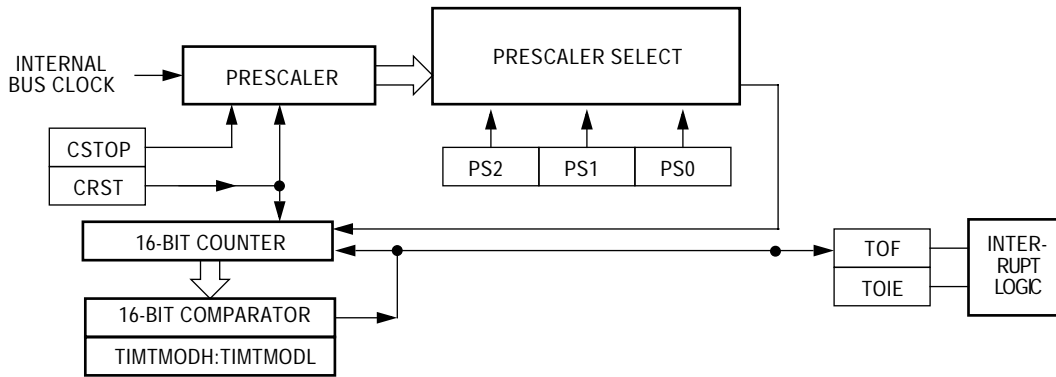 INTERNAL
BUS CLOCK
PRESCALER
PRESCALER SELECT
CSTOP
CRST
PS2 PS1 PS0
16-BIT COUNTER
16-BIT COMPARATOR
TIMTMODH:TIMTMODL
TOF
TOIE
INTER-
RUPT
LOGIC